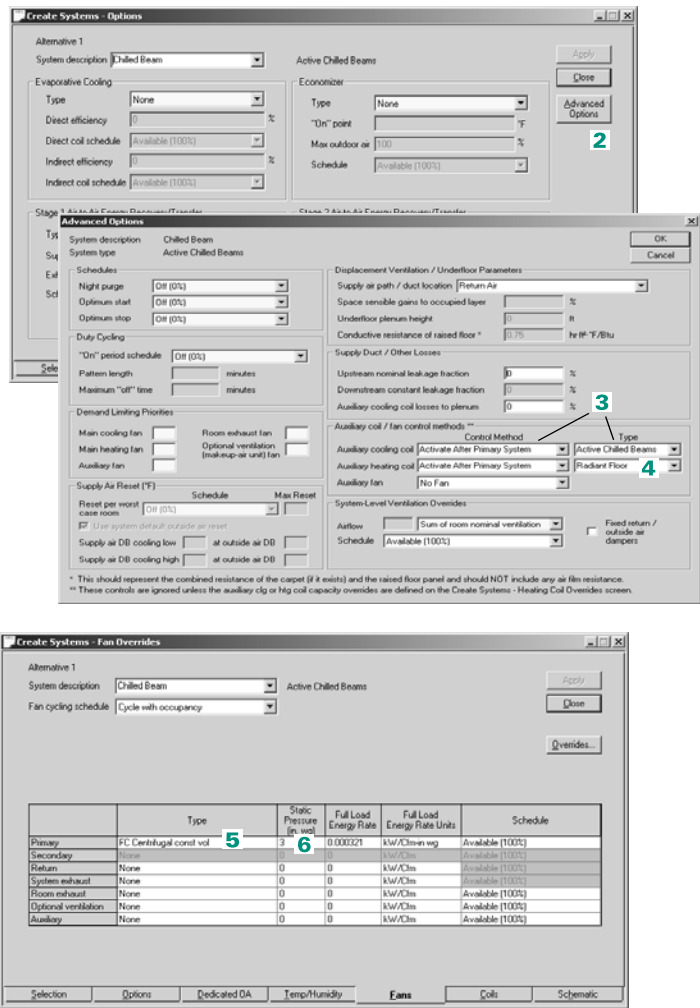 Create Systems - Options
Alternative 1
System description Chilled Beam Active Chilled Beams
Apply
Close
Advanced Options
2
Evaporative Cooling
Type None
Direct efficiency 0 %
Direct coil schedule Available (100%)
Indirect efficiency 0 %
Indirect coil schedule Available (100%)
Economizer
Type None
"On" point °F
Max outdoor air 100 %
Schedule Available (100%)
Stage 1 Air to Air Energy Recovery/Transfer
Stage 2 Air to Air Energy Recovery/Transfer
Advanced Options
System description Chilled Beam
System type Active Chilled Beams
OK
Cancel
Schedules
Night purge Off (0%)
Optimum start Off (0%)
Optimum stop Off (0%)
Duty Cycling
"On" period schedule Off (0%)
Pattern length minutes
Maximum "off" time minutes
Demand Limiting Priorities
Main cooling fan Room exhaust fan
Main heating fan Optional ventilation (makeup-air unit) fan
Auxiliary fan
Supply Air Reset (°F)
Schedule Max Reset
Reset per worst case room Off (0%)
Use system default outside air reset
Supply air DB cooling low at outside air DB
Supply air DB cooling high at outside air DB
Displacement Ventilation / Underfloor Parameters
Supply air path / duct location Return Air
Space sensible gains to occupied layer %
Underfloor plenum height 0 ft
Conductive resistance of raised floor * 0.75 hr·ft²·°F/Btu
Supply Duct / Other Losses
Upstream nominal leakage fraction 0 %
Downstream constant leakage fraction 0 %
Auxiliary cooling coil losses to plenum 0 %
3
Auxiliary coil / fan control methods **
Control Method Type
Auxiliary cooling coil Activate After Primary System Active Chilled Beams
Auxiliary heating coil Activate After Primary System Radiant Floor
4
Auxiliary fan No Fan
System-Level Ventilation Overrides
Airflow Sum of room nominal ventilation
Schedule Available (100%)
Fixed return / outside air dampers
* This should represent the combined resistance of the carpet (if it exists) and the raised floor panel and should NOT include any air film resistance.
** These controls are ignored unless the auxiliary clg or htg coil capacity overrides are defined on the Create Systems - Heating Coil Overrides screen.
Create Systems - Fan Overrides
Alternative 1
System description Chilled Beam Active Chilled Beams
Fan cycling schedule Cycle with occupancy
Apply
Close
Overrides...
Type Static Pressure (in. wg) Full Load Energy Rate Full Load Energy Rate Units Schedule
Primary FC Centrifugal const vol 5 3 6 0.000321 kW/Cfm-in wg Available (100%)
Secondary None 0 0 kW/Cfm Available (100%)
Return None 0 0 kW/Cfm Available (100%)
System exhaust None 0 0 kW/Cfm Available (100%)
Room exhaust None 0 0 kW/Cfm Available (100%)
Optional ventilation None 0 0 kW/Cfm Available (100%)
Auxiliary None 0 0 kW/Cfm Available (100%)
Selection Options Dedicated OA Temp/Humidity Fans Coils Schematic